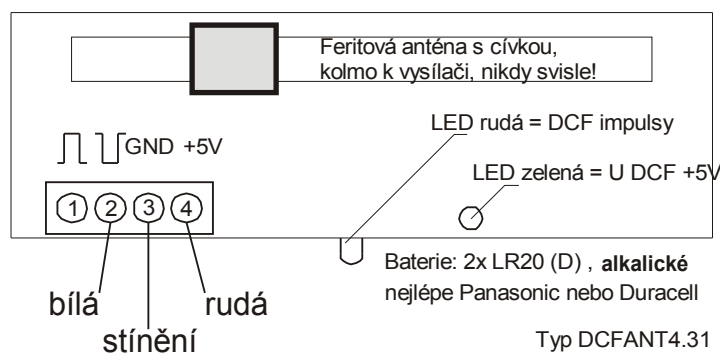 Feritová anténa s cívkou,
kolmo k vysílači, nikdy svisle!
LED rudá = DCF impulsy
GND +5V
LED zelená = U DCF +5V
1 2 3 4
Baterie: 2x LR20 (D) , alkalické
nejlépe Panasonic nebo Duracell
bílá rudá
stínění
Typ DCFANT4.31